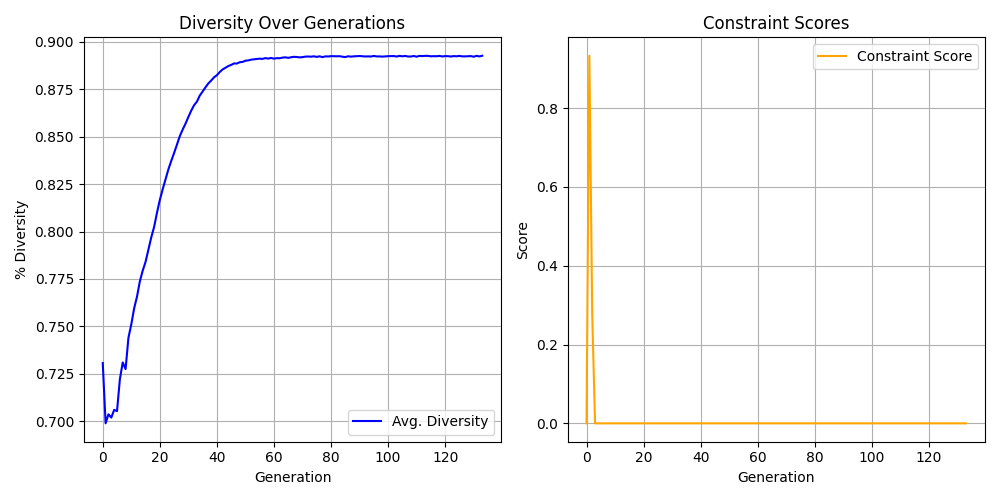 Diversity Over Generations
% Diversity
0.900
0.875
0.850
0.825
0.800
0.775
0.750
0.725
0.700
0 20 40 60 80 100 120
Generation
Avg. Diversity
Constraint Scores
Score
0.8
0.6
0.4
0.2
0.0
0 20 40 60 80 100 120
Generation
Constraint Score